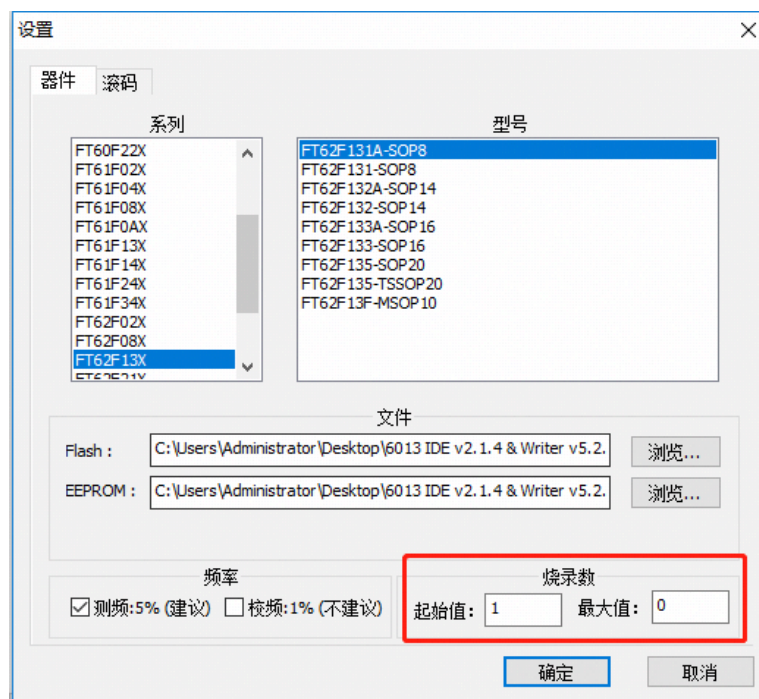 设置
器件 滚码
系列
FT60F22X
FT61F02X
FT61F04X
FT61F08X
FT61F0AX
FT61F13X
FT61F14X
FT61F24X
FT61F34X
FT62F02X
FT62F08X
FT62F13X
FT62F21X
型号
FT62F131A-SOP8
FT62F131-SOP8
FT62F132A-SOP14
FT62F132-SOP14
FT62F133A-SOP16
FT62F133-SOP16
FT62F135-SOP20
FT62F135-TSSOP20
FT62F13F-MSOP10
文件
Flash : C:\Users\Administrator\Desktop\6013 IDE v2.1.4 & Writer v5.2. 浏览...
EEPROM : C:\Users\Administrator\Desktop\6013 IDE v2.1.4 & Writer v5.2. 浏览...
频率
测频:5% (建议) 校频:1% (不建议)
烧录数
起始值: 1 最大值: 0
确定 取消